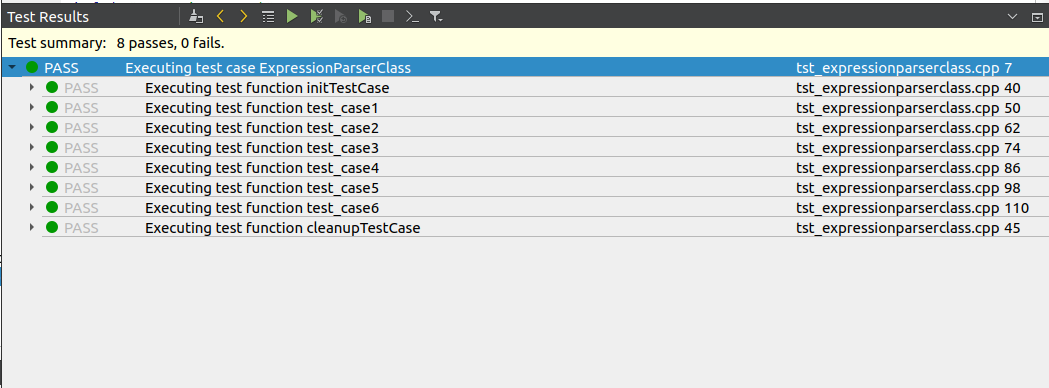 Test Results
Test summary: 8 passes, 0 fails.
PASS Executing test case ExpressionParserClass tst_expressionparserclass.cpp 7
PASS Executing test function initTestCase tst_expressionparserclass.cpp 40
PASS Executing test function test_case1 tst_expressionparserclass.cpp 50
PASS Executing test function test_case2 tst_expressionparserclass.cpp 62
PASS Executing test function test_case3 tst_expressionparserclass.cpp 74
PASS Executing test function test_case4 tst_expressionparserclass.cpp 86
PASS Executing test function test_case5 tst_expressionparserclass.cpp 98
PASS Executing test function test_case6 tst_expressionparserclass.cpp 110
PASS Executing test function cleanupTestCase tst_expressionparserclass.cpp 45